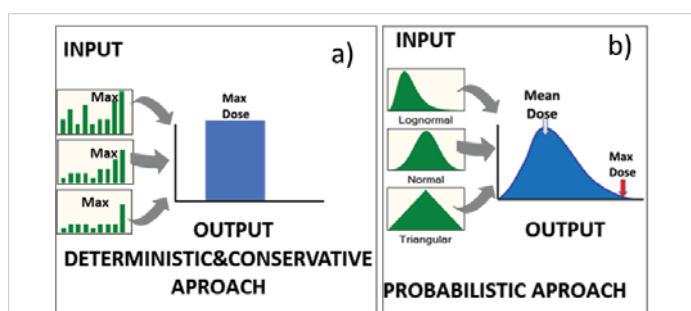 INPUT
a)
Max
Max
Max
Max
Dose
OUTPUT
DETERMINISTIC&CONSERVATIVE
APROACH
INPUT
b)
Lognormal
Normal
Triangular
Mean
Dose
Max
Dose
OUTPUT
PROBABILISTIC APROACH